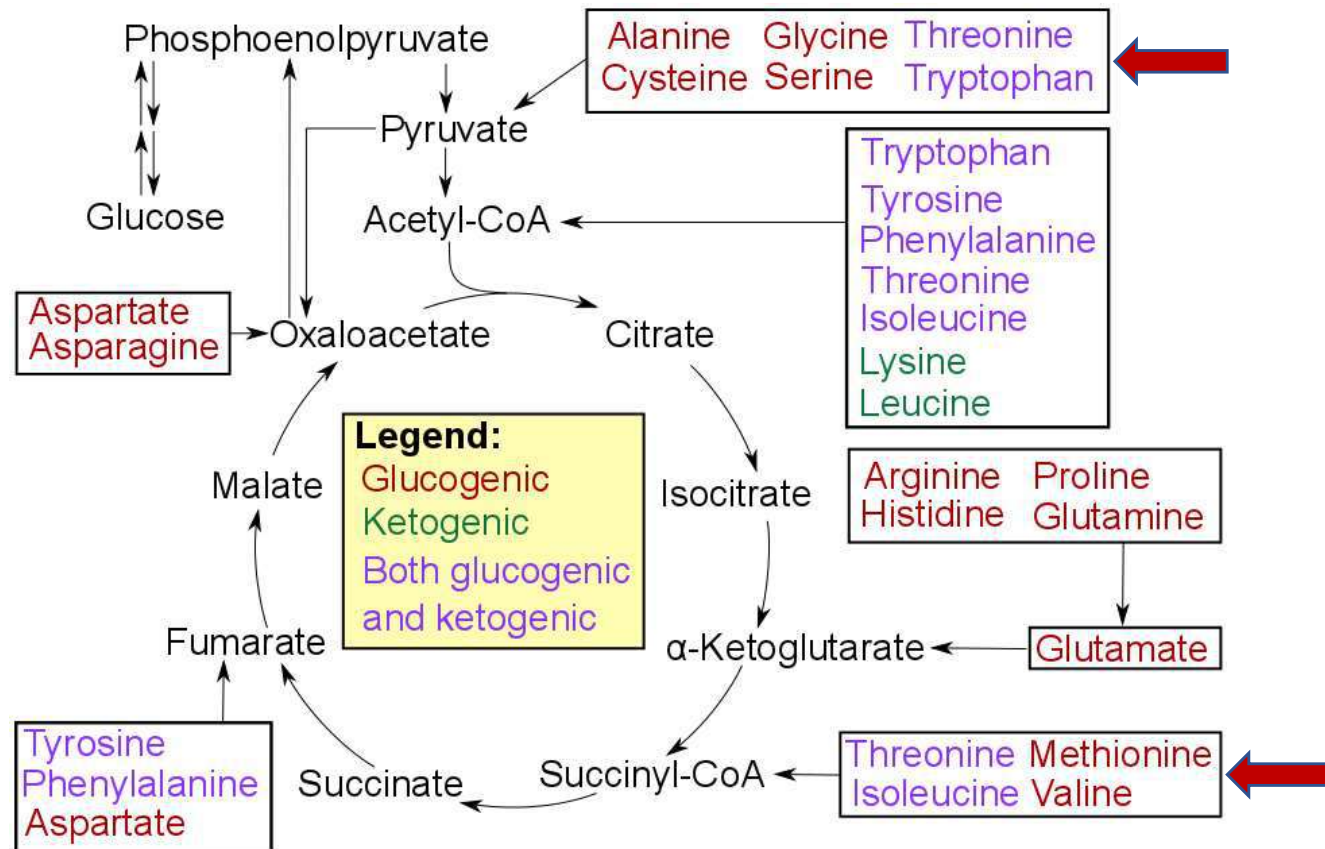 Phosphoenolpyruvate
Alanine Glycine Threonine
Cysteine Serine Tryptophan
Pyruvate
Tryptophan
Tyrosine
Phenylalanine
Threonine
Isoleucine
Lysine
Leucine
Glucose
Acetyl-CoA
Aspartate
Asparagine
Oxaloacetate
Citrate
Legend:
Glucogenic
Ketogenic
Both glucogenic
and ketogenic
Malate
Isocitrate
Arginine Proline
Histidine Glutamine
Fumarate
α-Ketoglutarate
Glutamate
Tyrosine
Phenylalanine
Aspartate
Succinate
Succinyl-CoA
Threonine Methionine
Isoleucine Valine